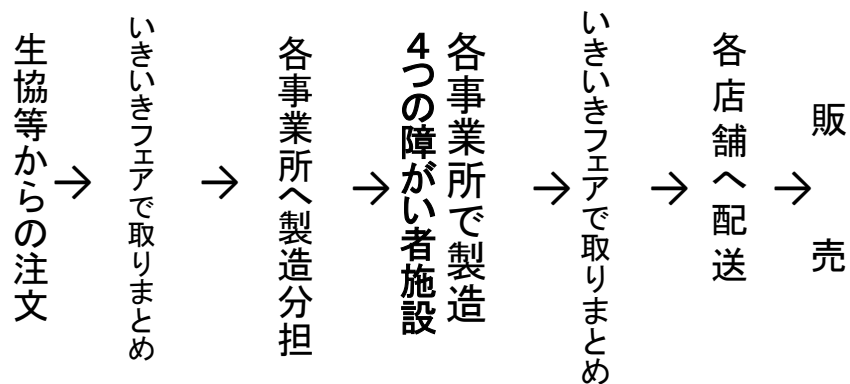 生協等からの注文
→
いきいきフェアで取りまとめ
→
各事業所へ製造分担
→
各事業所で製造
４つの障がい者施設
→
いきいきフェアで取りまとめ
→
各店舗へ配送
→
販売